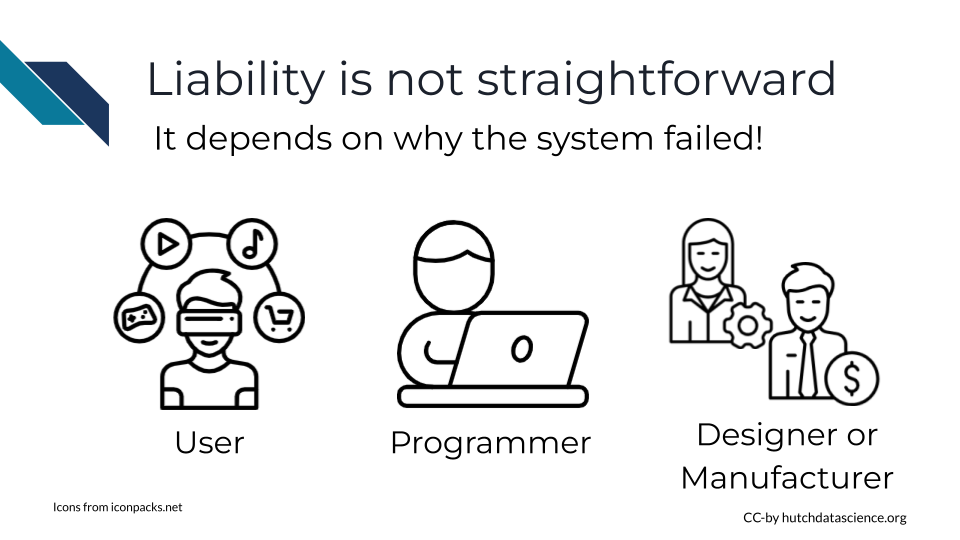 Liability is not straightforward
It depends on why the system failed!
User
Programmer
Designer or
Manufacturer
Icons from iconpacks.net
CC-by hutchdatascience.org